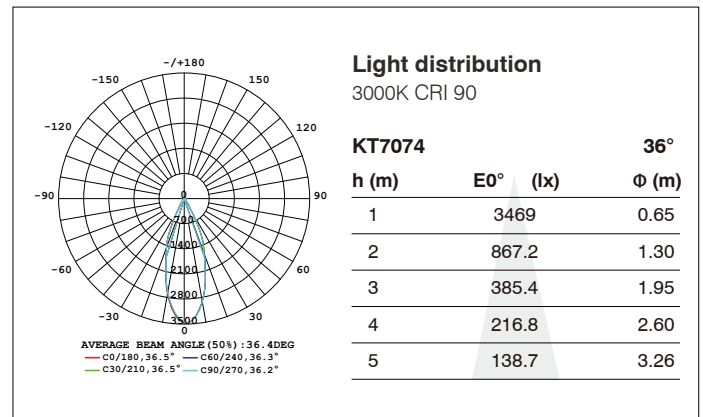 -/+180
-150 150
-120 120
-90 90
-60 60
-30 30
0
700
1400
2100
2800
3500
0
AVERAGE BEAM ANGLE(50%):36.4DEG
C0/180,36.5° C60/240,36.3°
C30/210,36.5° C90/270,36.2°
Light distribution
3000K CRI 90
KT7074 36°
h (m) E0° (lx) Φ (m)
1 3469 0.65
2 867.2 1.30
3 385.4 1.95
4 216.8 2.60
5 138.7 3.26